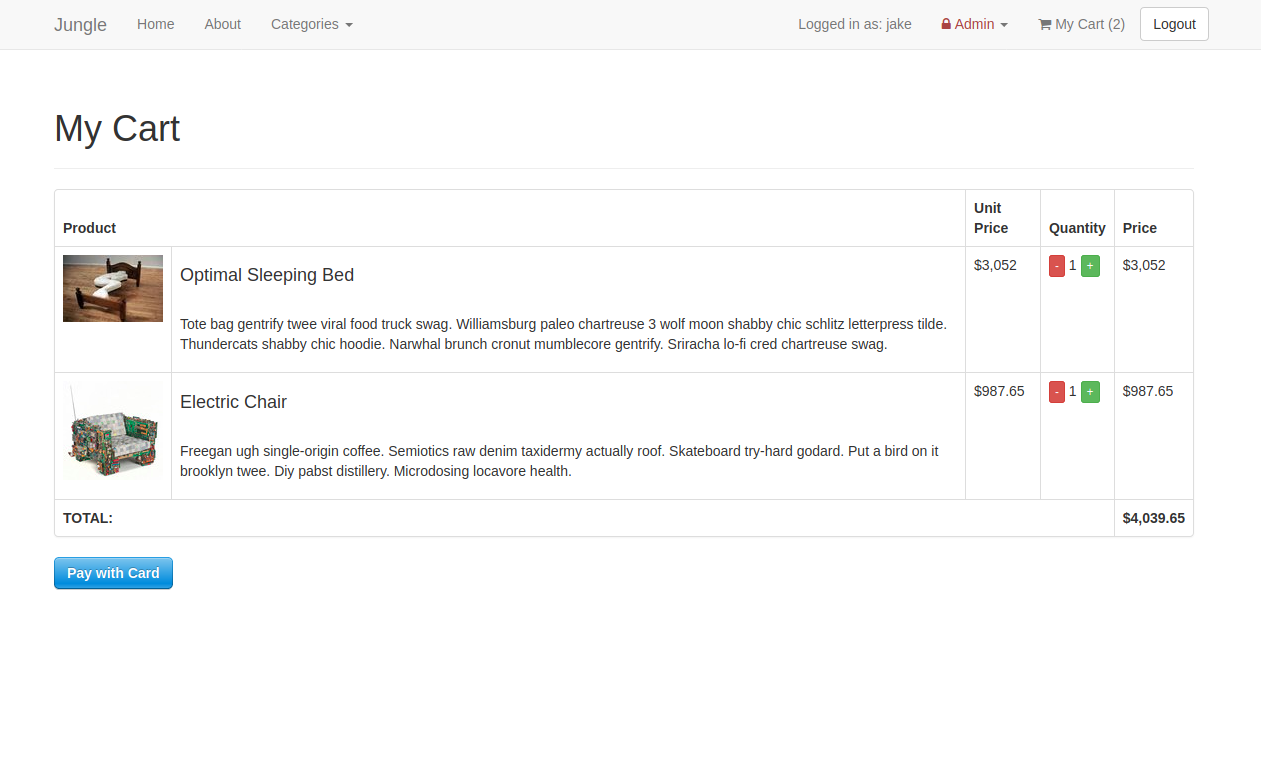 Jungle Home About Categories Logged in as: jake Admin My Cart (2) Logout
My Cart
Product Unit Price Quantity Price
Optimal Sleeping Bed $3,052 - 1 + $3,052
Tote bag gentrify twee viral food truck swag. Williamsburg paleo chartreuse 3 wolf moon shabby chic schlitz letterpress tilde.
Thundercats shabby chic hoodie. Narwhal brunch cronut mumblecore gentrify. Sriracha lo-fi cred chartreuse swag.
Electric Chair $987.65 - 1 + $987.65
Freegan ugh single-origin coffee. Semiotics raw denim taxidermy actually roof. Skateboard try-hard godard. Put a bird on it
brooklyn twee. Diy pabst distillery. Microdosing locavore health.
TOTAL: $4,039.65
Pay with Card